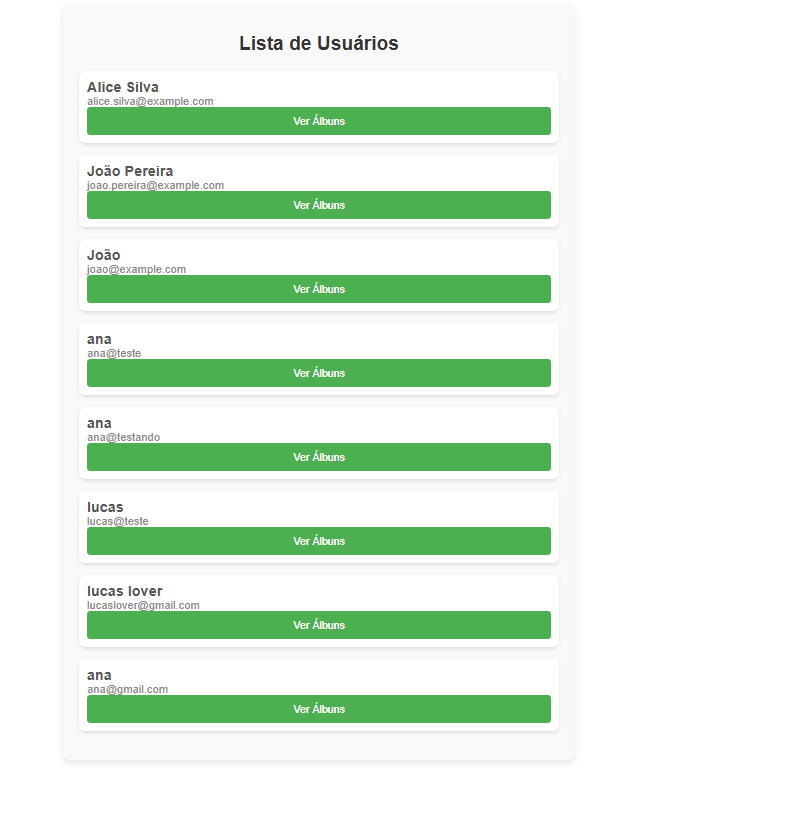 Lista de Usuários
Alice Silva
alice.silva@example.com
Ver Álbuns
João Pereira
joao.pereira@example.com
Ver Álbuns
João
joao@example.com
Ver Álbuns
ana
ana@teste
Ver Álbuns
ana
ana@testando
Ver Álbuns
lucas
lucas@teste
Ver Álbuns
lucas lover
lucaslover@gmail.com
Ver Álbuns
ana
ana@gmail.com
Ver Álbuns